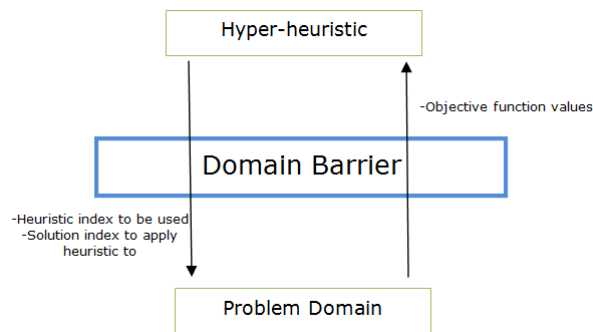 Hyper-heuristic
-Objective function values
Domain Barrier
-Heuristic index to be used
-Solution index to apply
heuristic to
Problem Domain